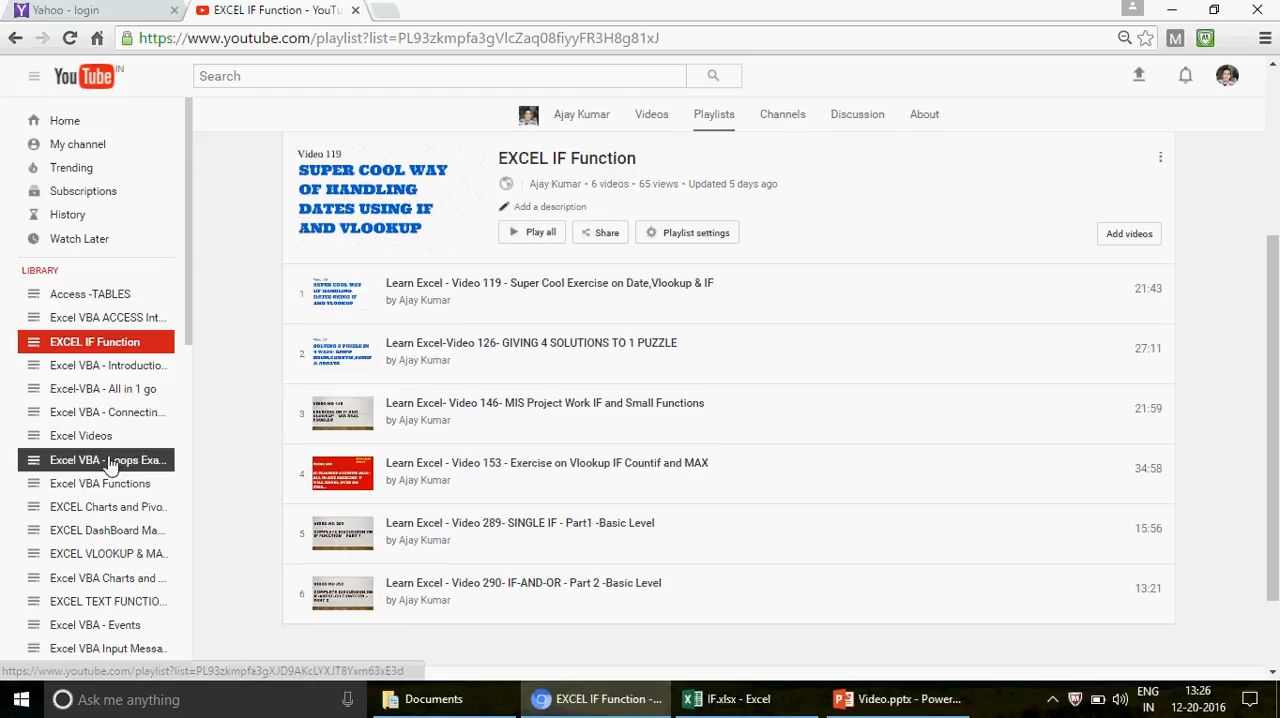 Yahoo - login
EXCEL IF Function - YouTu
https://www.youtube.com/playlist?list=PL93zkmpfa3gVlcZaq08fiyyFR3H8g81xJ
YouTube IN
Search
Ajay Kumar
Videos
Playlists
Channels
Discussion
About
Home
My channel
Trending
Subscriptions
History
Watch Later
LIBRARY
Access -TABLES
Excel VBA ACCESS Int...
EXCEL IF Function
Excel VBA - Introductio...
Excel-VBA - All in 1 go
Excel VBA - Connectin...
Excel Videos
Excel VBA - Loops Exa...
Excel VBA Functions
EXCEL Charts and Pivo...
EXCEL DashBoard Ma...
EXCEL VLOOKUP & MA...
Excel VBA Charts and ...
EXCEL TEXT FUNCTIO...
Excel VBA - Events
Excel VBA Input Messa...
Video 119
SUPER COOL WAY
OF HANDLING
DATES USING IF
AND VLOOKUP
EXCEL IF Function
Ajay Kumar • 6 videos • 65 views • Updated 5 days ago
Add a description
Play all
Share
Playlist settings
Add videos
1
Learn Excel - Video 119 - Super Cool Exercise on Date,Vlookup & IF
by Ajay Kumar
21:43
2
Learn Excel-Video 126- GIVING 4 SOLUTIONS TO 1 PUZZLE
by Ajay Kumar
27:11
3
Learn Excel- Video 146- MIS Project Work IF and Small Functions
by Ajay Kumar
21:59
4
Learn Excel - Video 153 - Exercise on Vlookup IF Countif and MAX
by Ajay Kumar
34:58
5
Learn Excel - Video 289- SINGLE IF - Part1 -Basic Level
by Ajay Kumar
15:56
6
Learn Excel - Video 290- IF-AND-OR - Part 2 -Basic Level
by Ajay Kumar
13:21
https://www.youtube.com/playlist?list=PL93zkmpfa3gXJD9AKcLYXJT8Yxm63xE3d
Ask me anything
Documents
EXCEL IF Function -...
IF.xlsx - Excel
Video.pptx - Power...
ENG
IN
13:26
12-20-2016